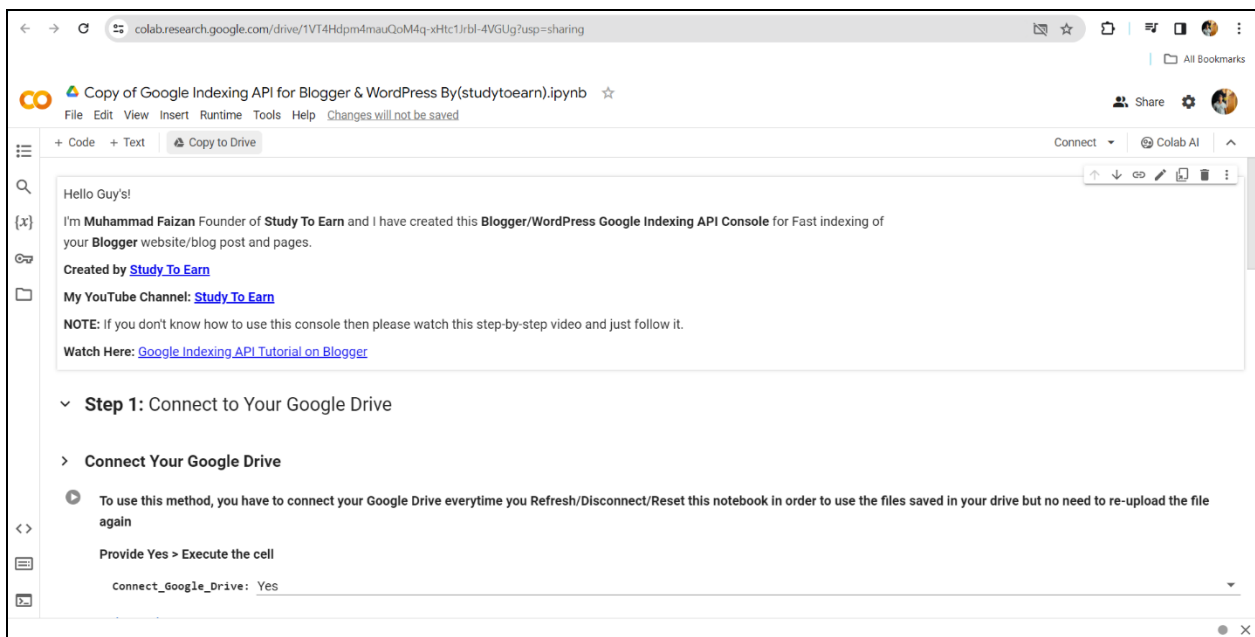 colab.research.google.com/drive/1VT4Hdpm4mauQoM4q-xHtc1Jrbl-4VGUg?usp=sharing
All Bookmarks
CO
Copy of Google Indexing API for Blogger & WordPress By(studytoearn).ipynb
Share
File Edit View Insert Runtime Tools Help Changes will not be saved
+ Code + Text Copy to Drive Connect Colab AI
Hello Guy's!
{x}
I'm Muhammad Faizan Founder of Study To Earn and I have created this Blogger/WordPress Google Indexing API Console for Fast indexing of
your Blogger website/blog post and pages.
Created by Study To Earn
My YouTube Channel: Study To Earn
NOTE: If you don't know how to use this console then please watch this step-by-step video and just follow it.
Watch Here: Google Indexing API Tutorial on Blogger
Step 1: Connect to Your Google Drive
Connect Your Google Drive
To use this method, you have to connect your Google Drive everytime you Refresh/Disconnect/Reset this notebook in order to use the files saved in your drive but no need to re-upload the file
again
Provide Yes > Execute the cell
Connect_Google_Drive: Yes